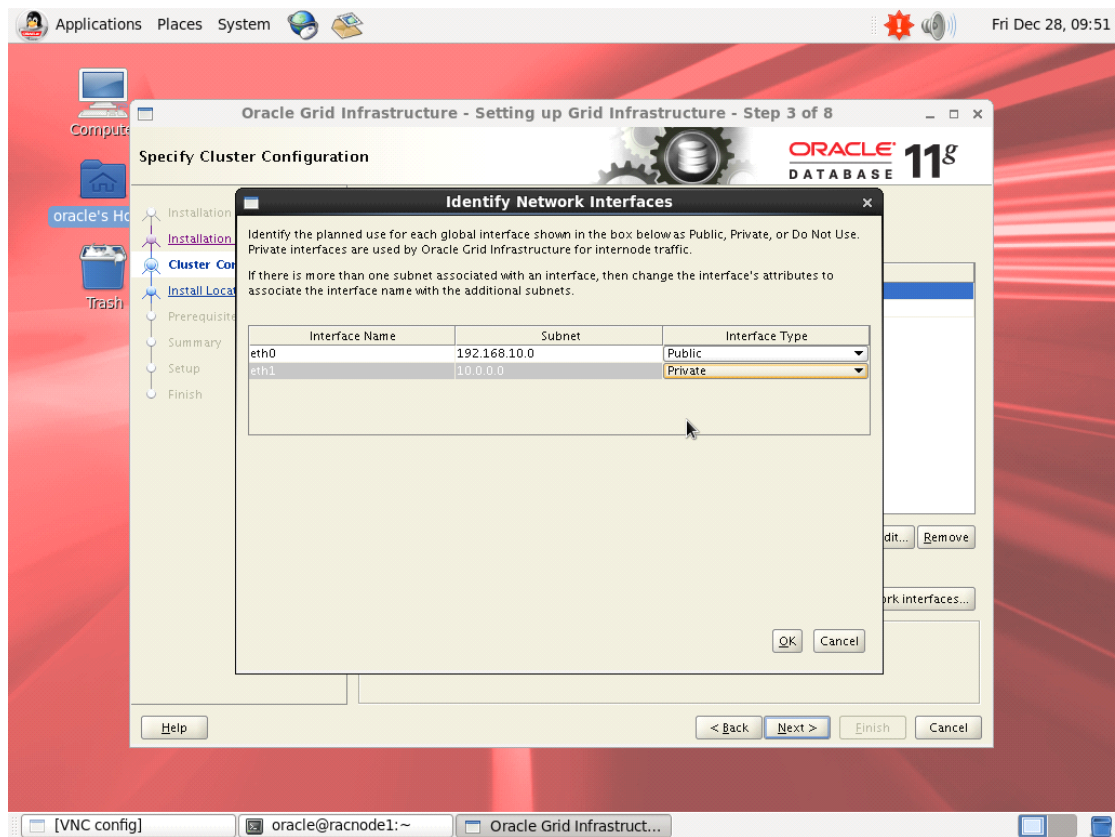 Applications Places System
Fri Dec 28, 09:51
Oracle Grid Infrastructure - Setting up Grid Infrastructure - Step 3 of 8
Specify Cluster Configuration
ORACLE
DATABASE 11g
Identify Network Interfaces
Identify the planned use for each global interface shown in the box below as Public, Private, or Do Not Use.
Private interfaces are used by Oracle Grid Infrastructure for internode traffic.
If there is more than one subnet associated with an interface, then change the interface's attributes to
associate the interface name with the additional subnets.
Interface Name Subnet Interface Type
eth0 192.168.10.0 Public
eth1 10.0.0.0 Private
OK Cancel
Compute
oracle's Ho
Trash
Installation
Installation
Cluster Cor
Install Locat
Prerequisite
Summary
Setup
Finish
dit... Remove
ork interfaces...
Help < Back Next > Finish Cancel
[VNC config] oracle@racnode1:~ Oracle Grid Infrastruct...